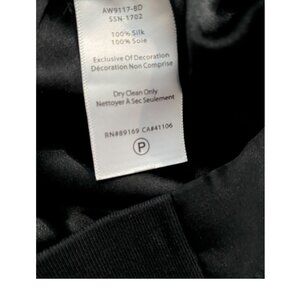 AW9117-BD
SSN-1702
100% Silk
100% Soie
Exclusive Of Decoration
Décoration Non Comprise
Dry Clean Only
Nettoyer A Sec Seulement
RN#89169 CA#41106
P